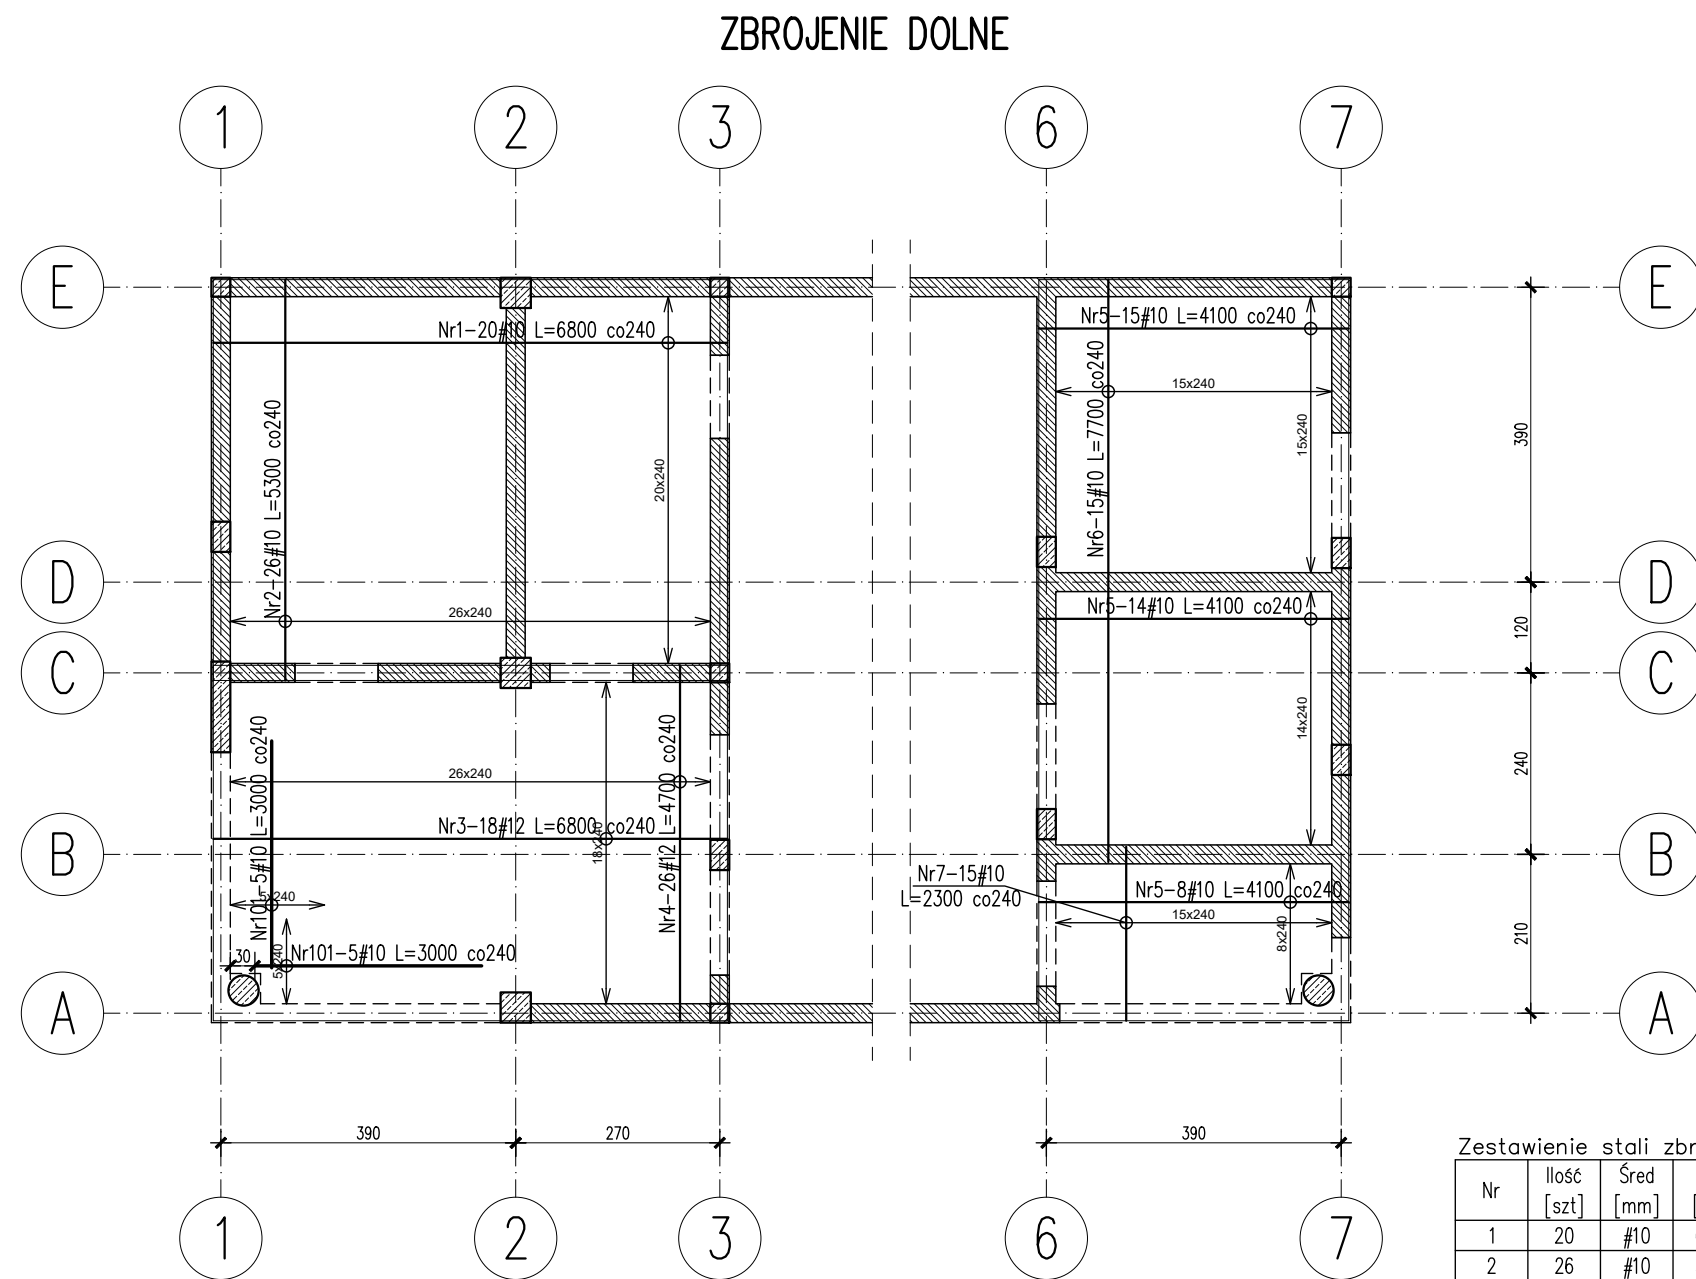 ZBROJENIE DOLNE
1 2 3 6 7
E E
Nr1-20#10 L=6800 co240
Nr5-15#10 L=4100 co240
Nr2-26#10 L=5300 co240
20x240
Nr6-15#10 L=7700 co240
15x240
15x240
390
D D
26x240
Nr5-14#10 L=4100 co240
120
C C
Nr101-5#10 L=3000 co240
26x240
Nr4-26#12 L=4700 co240
14x240
240
Nr3-18#12 L=6800 co240
18x240
B B
5x240
Nr7-15#10
L=2300 co240
Nr5-8#10 L=4100 co240
15x240
8x240
210
30
5x240
Nr101-5#10 L=3000 co240
A A
390 270 390
1 2 3 6 7
Zestawienie stali zbr
Nr Ilość Śred
[szt] [mm] [
1 20 #10
2 26 #10